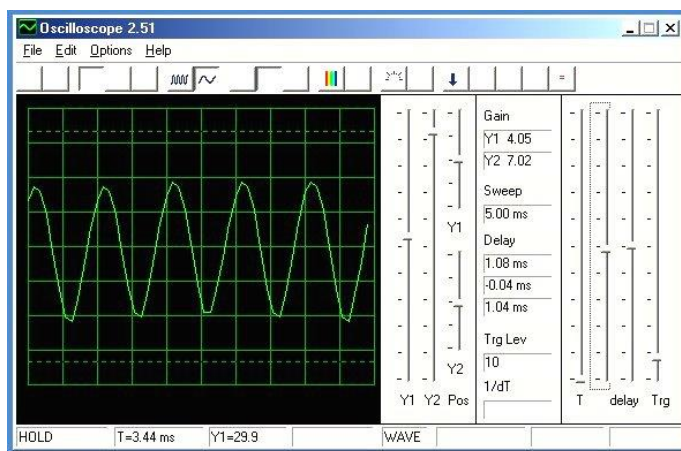 Oscilloscope 2.51
File Edit Options Help
Gain
Y1 4.05
Y2 7.02
Sweep
5.00 ms
Y1
Delay
1.08 ms
-0.04 ms
1.04 ms
Trg Lev
10
Y2
1/dT
Y1 Y2 Pos
T delay Trg
HOLD T=3.44 ms Y1=29.9 WAVE